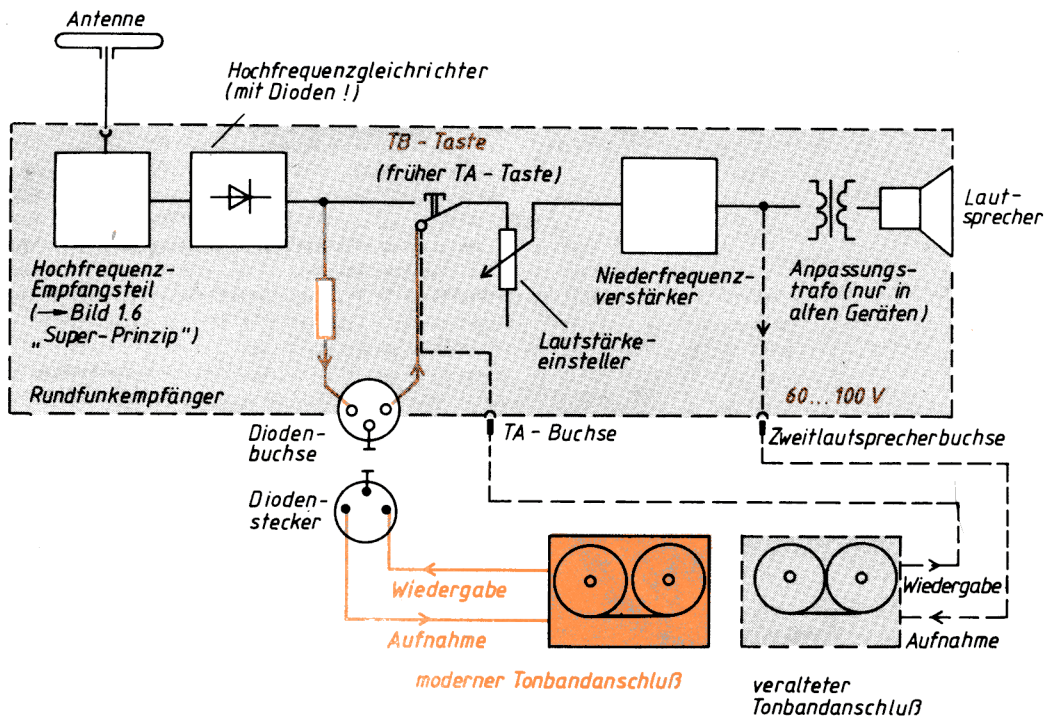 Antenne
Hochfrequenzgleichrichter
(mit Dioden !)
TB - Taste
(früher TA - Taste)
Laut-
sprecher
Hochfrequenz-
Empfangsteil
(→ Bild 1.6
„Super-Prinzip")
Niederfrequenz-
verstärker
Anpassungs-
trafo (nur in
alten Geräten)
Lautstärke-
einsteller
Rundfunkempfänger
60...100 V
Dioden-
buchse
TA - Buchse
Zweitlautsprecherbuchse
Dioden-
stecker
Wiedergabe
Aufnahme
Wiedergabe
Aufnahme
moderner Tonbandanschluß
veralteter
Tonbandanschluß